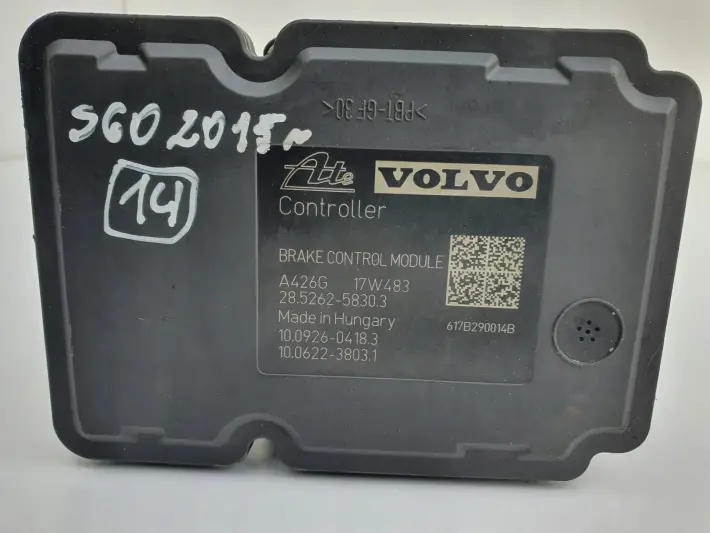 >PBT-GF30<
S60 2015г
14
Ate VOLVO
Controller
BRAKE CONTROL MODULE
A426G 17W483
28.5262-5830.3
Made in Hungary
617B290014B
10.0926-0418.3
10.0622-3803.1